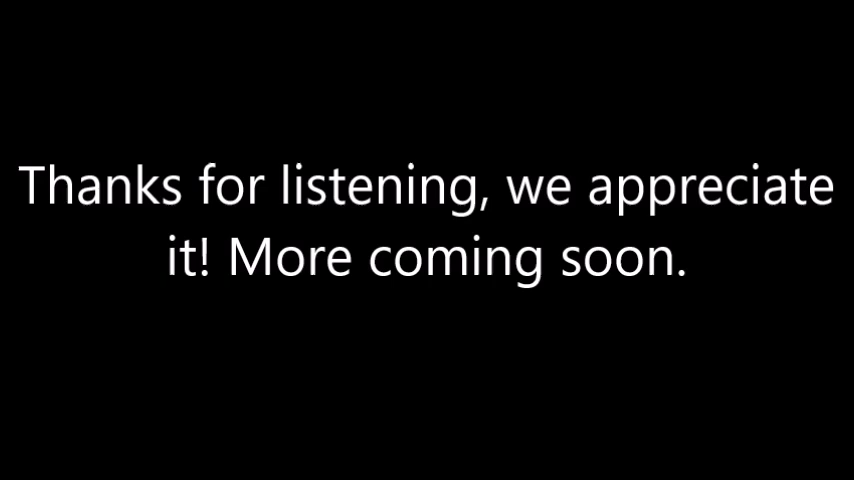 Thanks for listening, we appreciate
it! More coming soon.